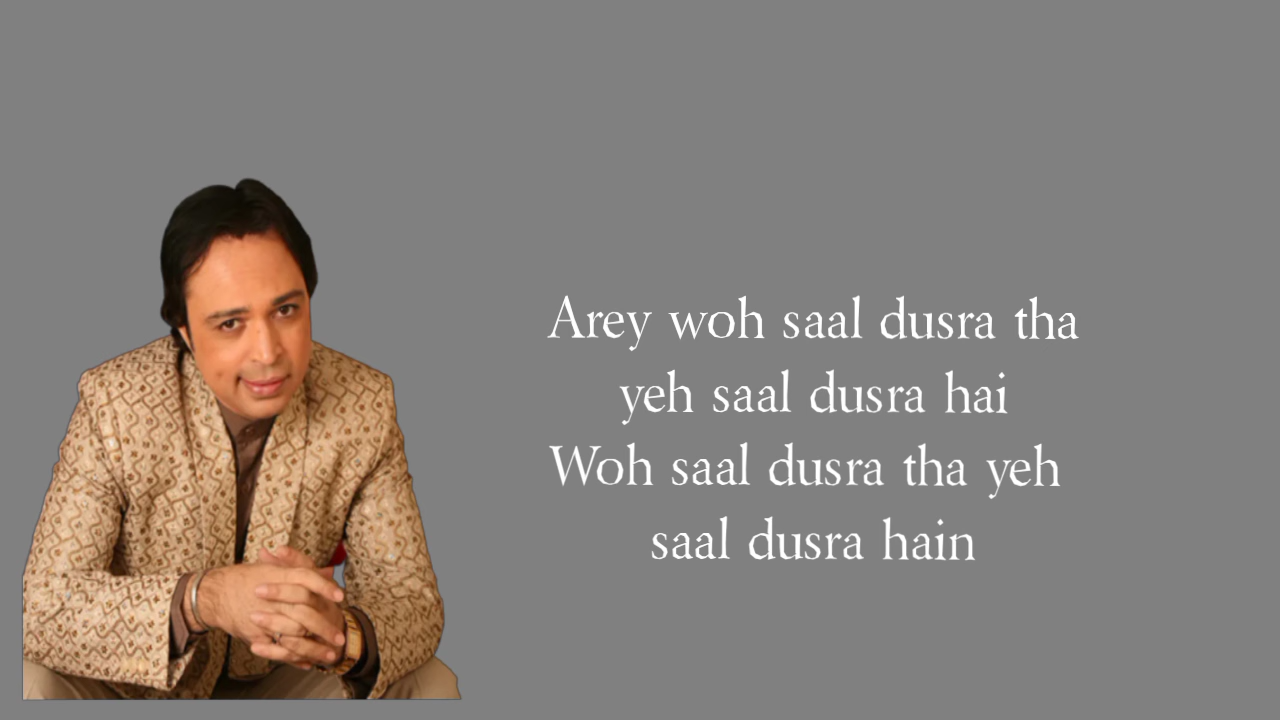 Arey woh saal dusra tha
yeh saal dusra hai
Woh saal dusra tha yeh
saal dusra hain